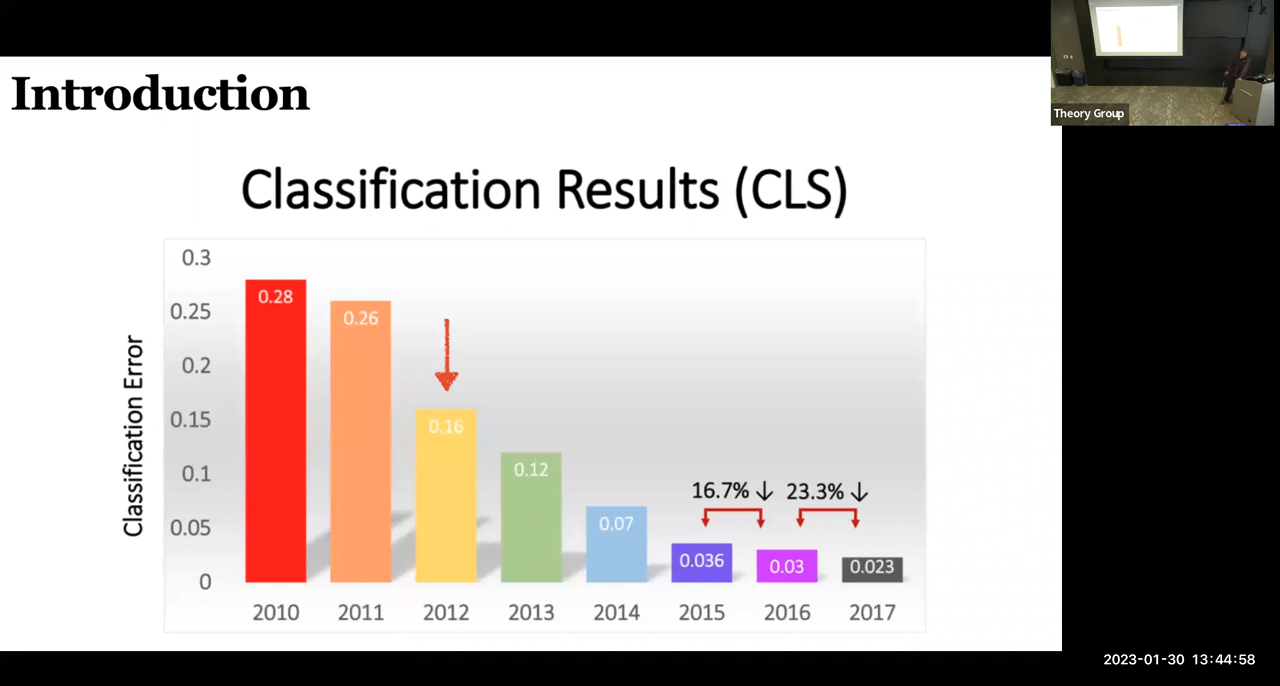 Introduction
Theory Group
Classification Results (CLS)
Classification Error
0.3
0.25
0.2
0.15
0.1
0.05
0
0.28
0.26
0.16
0.12
0.07
0.036
0.03
0.023
16.7% ↓ 23.3% ↓
2010 2011 2012 2013 2014 2015 2016 2017
2023-01-30 13:44:58